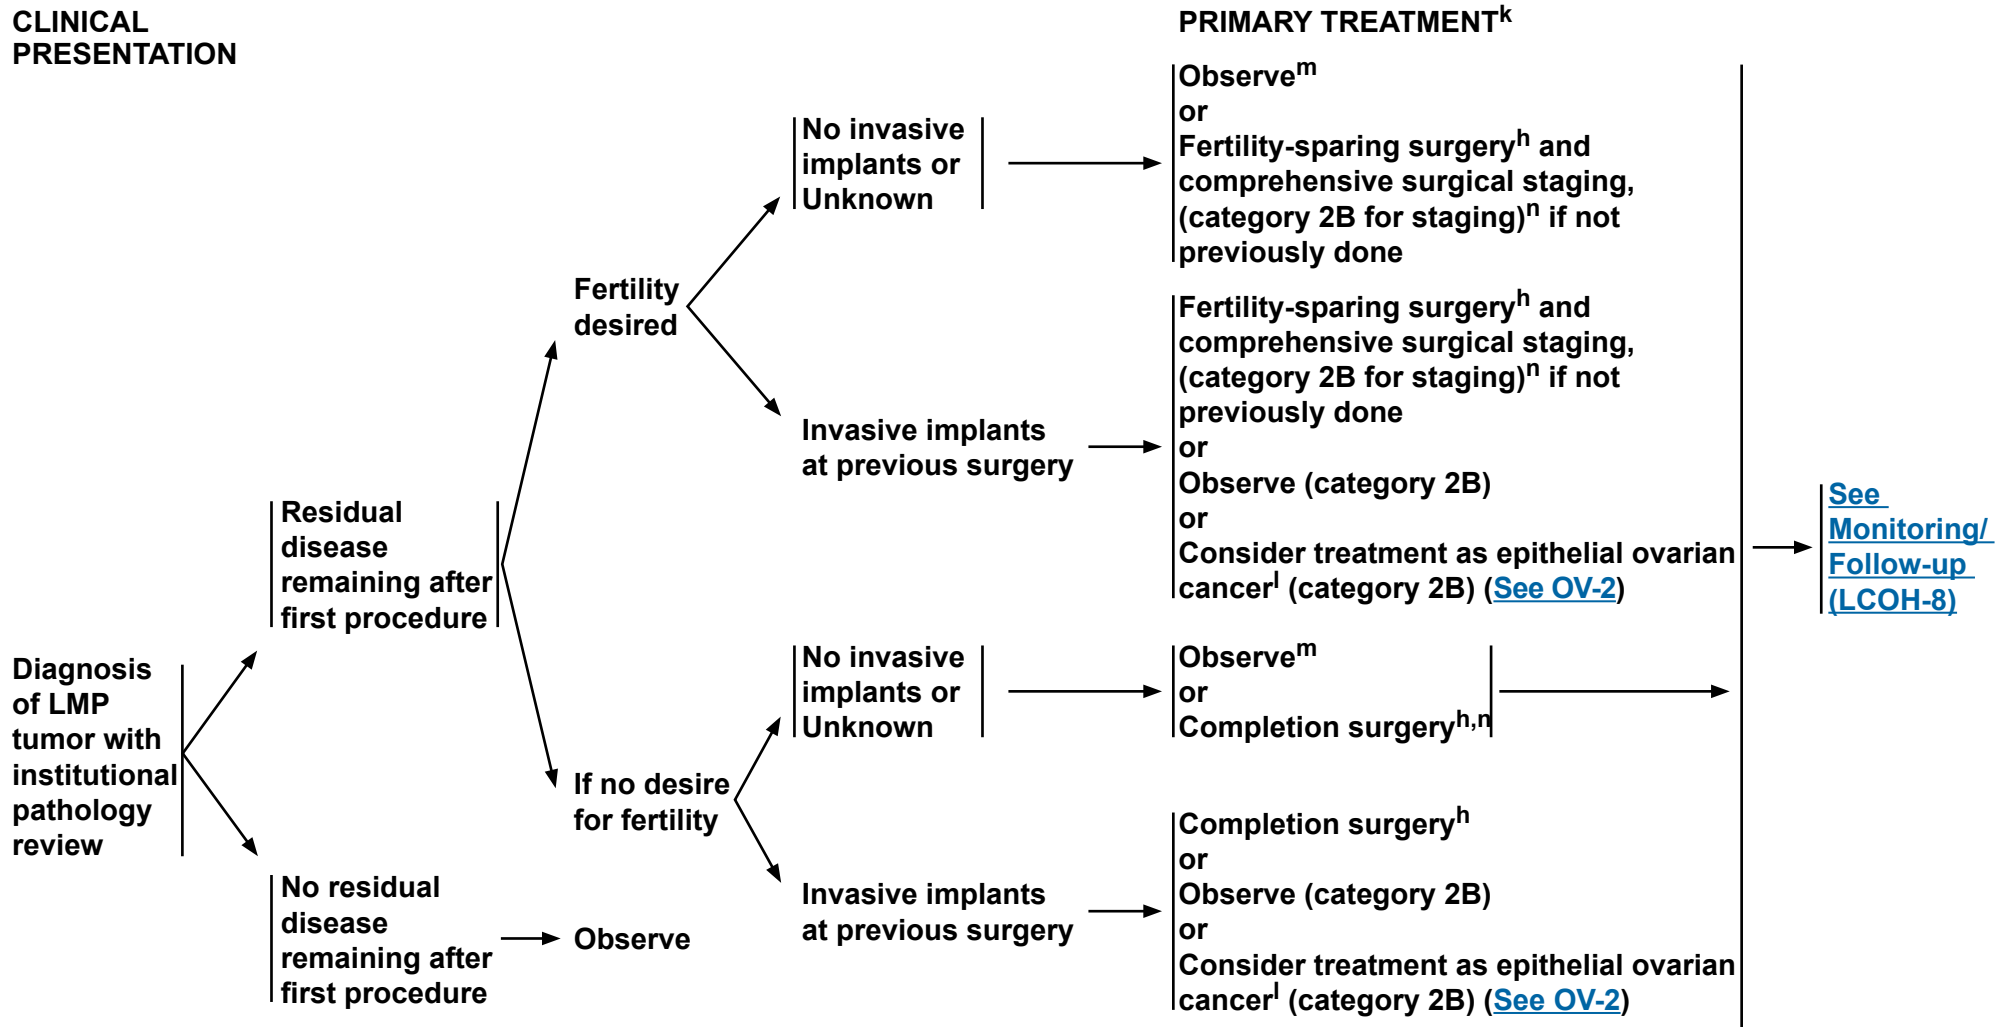 CLINICAL
PRESENTATION
PRIMARY TREATMENTᵏ
Diagnosis
of LMP
tumor with
institutional
pathology
review
Residual
disease
remaining after
first procedure
No residual
disease
remaining after
first procedure
Observe
Fertility
desired
If no desire
for fertility
No invasive
implants or
Unknown
Invasive implants
at previous surgery
No invasive
implants or
Unknown
Invasive implants
at previous surgery
Observeᵐ
or
Fertility-sparing surgeryʰ and
comprehensive surgical staging,
(category 2B for staging)ⁿ if not
previously done
Fertility-sparing surgeryʰ and
comprehensive surgical staging,
(category 2B for staging)ⁿ if not
previously done
or
Observe (category 2B)
or
Consider treatment as epithelial ovarian
cancerˡ (category 2B) (See OV-2)
Observeᵐ
or
Completion surgeryʰ,ⁿ
Completion surgeryʰ
or
Observe (category 2B)
or
Consider treatment as epithelial ovarian
cancerˡ (category 2B) (See OV-2)
See
Monitoring/
Follow-up
(LCOH-8)